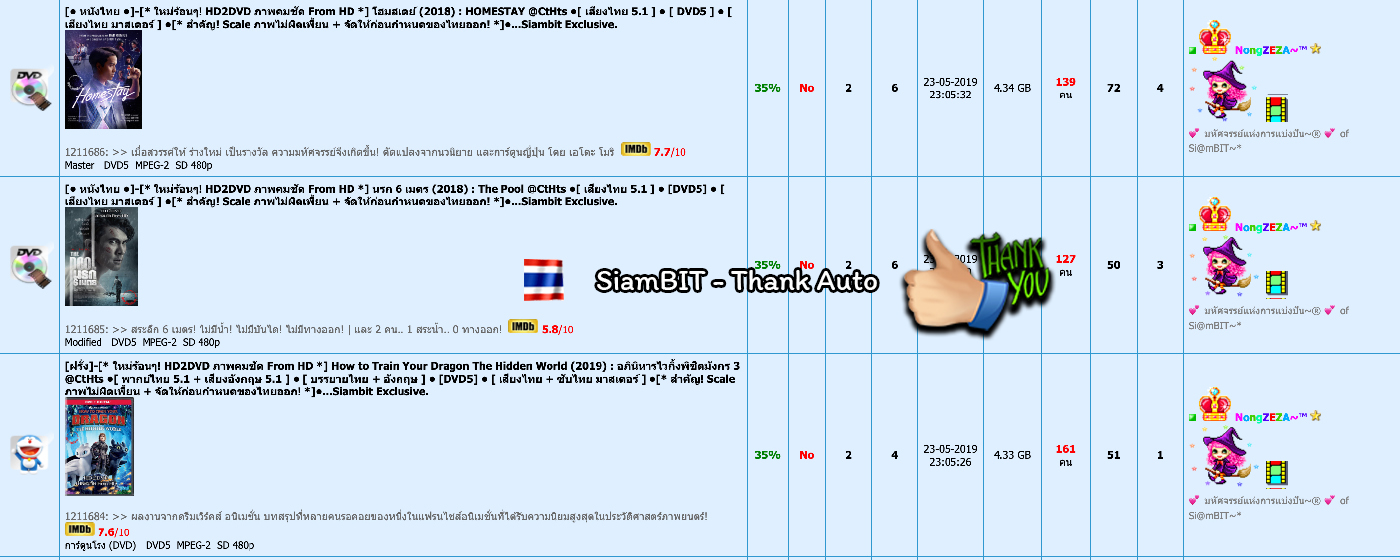 [● หนังไทย ●]-[* ใหม่ร้อนๆ! HD2DVD ภาพคมชัด From HD *] โฮมสเตย์ (2018) : HOMESTAY @CtHts ●[ เสียงไทย 5.1 ] ● [ DVD5 ] ● [
เสียงไทย มาสเตอร์ ] ●[* สำคัญ! Scale ภาพไม่ผิดเพี้ยน + จัดให้ก่อนกำหนดของไทยออก! *]●...Siambit Exclusive.
DVD
Homestay
35%
No
2
6
23-05-2019
23:05:32
4.34 GB
139
คน
72
4
NongZEZA~™
💕 มหัศจรรย์แห่งการแบ่งปัน~® 💕 of
Si@mBIT~*
1211686: >> เมื่อสวรรค์ให้ ร่างใหม่ เป็นรางวัล ความมหัศจรรย์จึงเกิดขึ้น! ดัดแปลงจากนวนิยาย และการ์ตูนญี่ปุ่น โดย เอโตะ โมริ IMDb 7.7/10
Master DVD5 MPEG-2 SD 480p
[● หนังไทย ●]-[* ใหม่ร้อนๆ! HD2DVD ภาพคมชัด From HD *] นรก 6 เมตร (2018) : The Pool @CtHts ●[ เสียงไทย 5.1 ] ● [DVD5] ● [
เสียงไทย มาสเตอร์ ] ●[* สำคัญ! Scale ภาพไม่ผิดเพี้ยน + จัดให้ก่อนกำหนดของไทยออก! *]●...Siambit Exclusive.
DVD
THE POOL
นรก
6 เมตร
35%
No
2
6
127
คน
50
3
SiamBIT - Thank Auto
THANK YOU
NongZEZA~™
💕 มหัศจรรย์แห่งการแบ่งปัน~® 💕 of
Si@mBIT~*
1211685: >> สระลึก 6 เมตร! ไม่มีน้ำ! ไม่มีบันได! ไม่มีทางออก! | และ 2 คน.. 1 สระน้ำ.. 0 ทางออก! IMDb 5.8/10
Modified DVD5 MPEG-2 SD 480p
[ฝรั่ง]-[* ใหม่ร้อนๆ! HD2DVD ภาพคมชัด From HD *] How to Train Your Dragon The Hidden World (2019) : อภินิหารไวกิ้งพิชิตมังกร 3
@CtHts ●[ พากย์ไทย 5.1 + เสียงอังกฤษ 5.1 ] ● [ บรรยายไทย + อังกฤษ ] ● [DVD5] ● [ เสียงไทย + ซับไทย มาสเตอร์ ] ●[* สำคัญ! Scale
ภาพไม่ผิดเพี้ยน + จัดให้ก่อนกำหนดของไทยออก! *]●...Siambit Exclusive.
DRAGON
35%
No
2
4
23-05-2019
23:05:26
4.33 GB
161
คน
51
1
NongZEZA~™
💕 มหัศจรรย์แห่งการแบ่งปัน~® 💕 of
Si@mBIT~*
1211684: >> ผลงานจากดรีมเวิร์คส์ อนิเมชั่น บทสรุปที่หลายคนรอคอยของหนึ่งในแฟรนไชส์อนิเมชั่นที่ได้รับความนิยมสูงสุดในประวัติศาสตร์ภาพยนตร์!
IMDb 7.6/10
การ์ตูนโรง (DVD) DVD5 MPEG-2 SD 480p